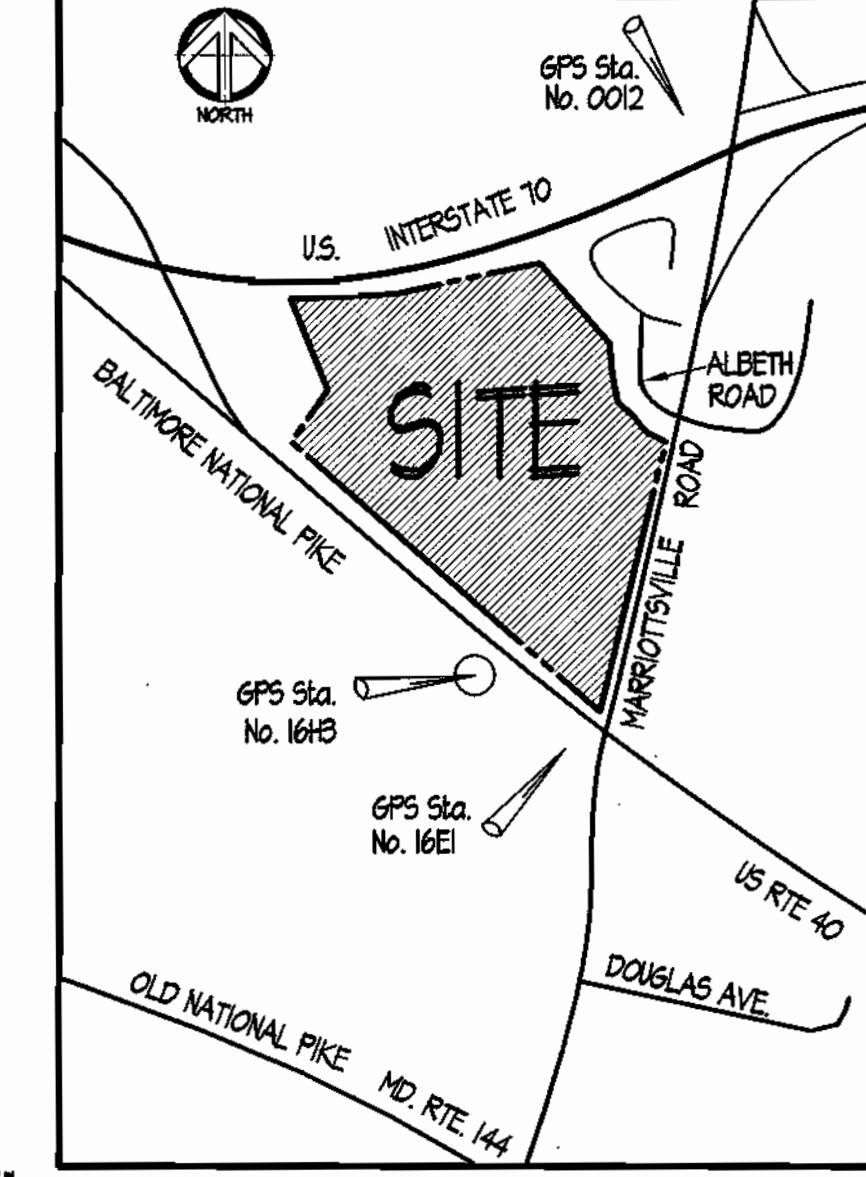 NORTH
GPS Sta.
No. 0012
U.S. INTERSTATE 70
ALBETH
ROAD
SITE
BALTIMORE NATIONAL PIKE
MARRIOTTSVILLE ROAD
GPS Sta.
No. 16H3
GPS Sta.
No. 16E1
US RTE 40
DOUGLAS AVE.
OLD NATIONAL PIKE MD. RTE. 144